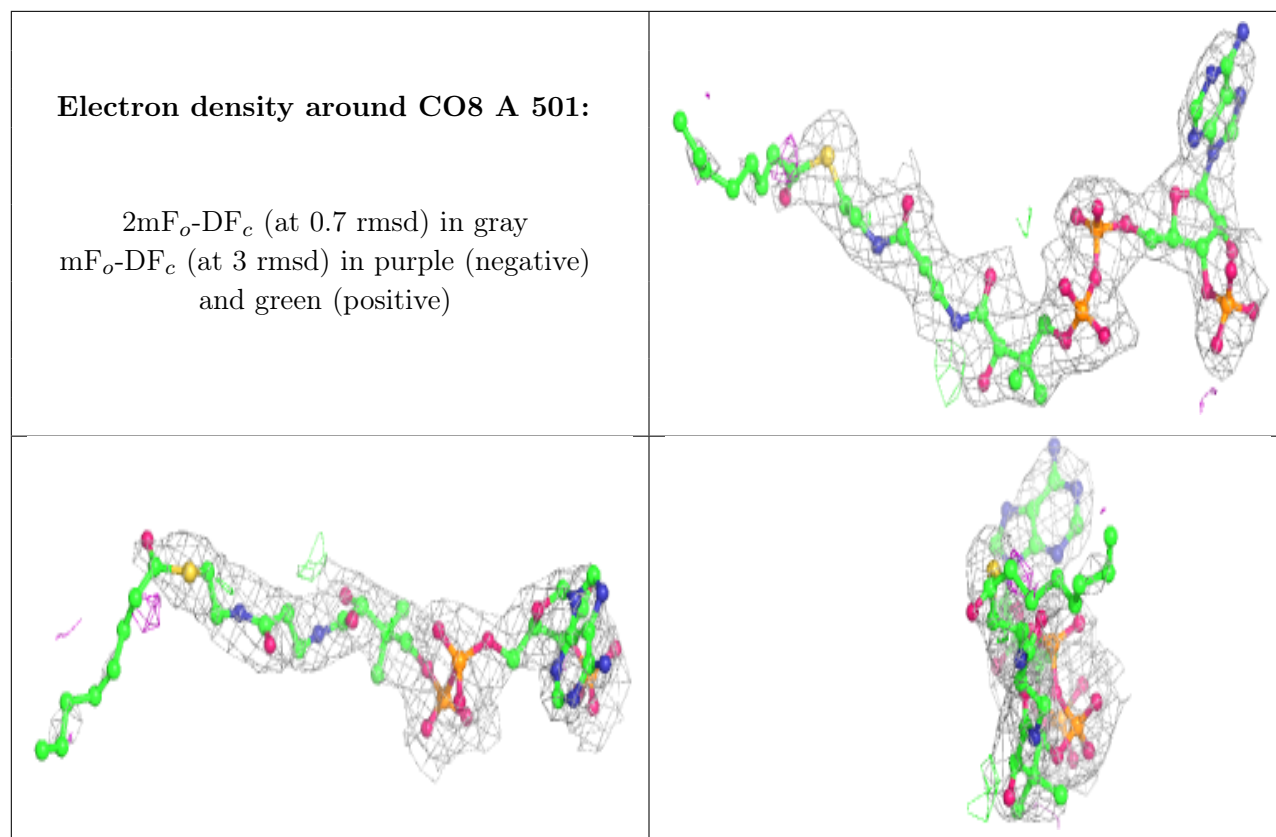 Electron density around CO8 A 501:
2mFo-DFc (at 0.7 rmsd) in gray
mFo-DFc (at 3 rmsd) in purple (negative)
and green (positive)